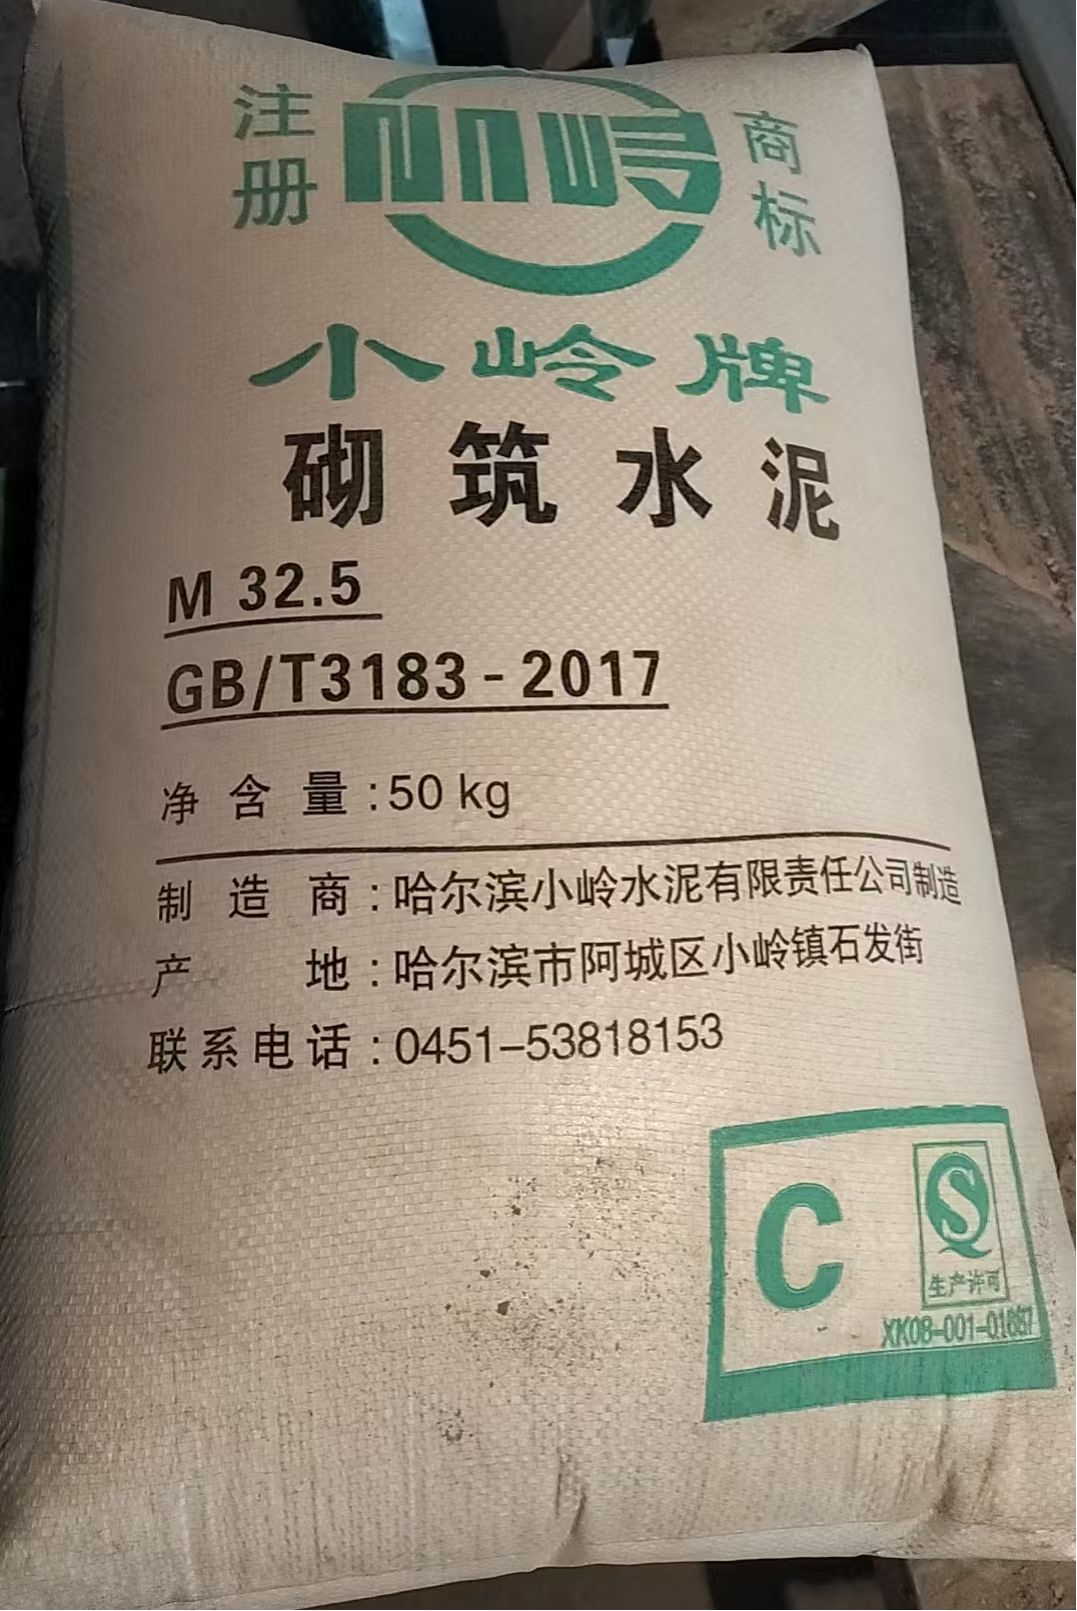 注册
小岭
商标
小岭牌
砌筑水泥
M 32.5
GB/T3183-2017
净含量:50 kg
制造商:哈尔滨小岭水泥有限责任公司制造
产地:哈尔滨市阿城区小岭镇石发街
联系电话:0451-53818153
C
QS
生产许可